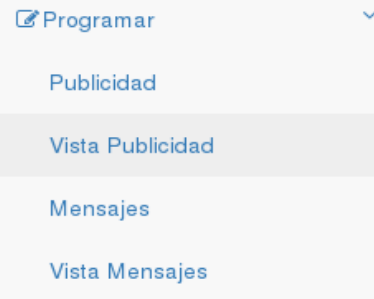 Programar
Publicidad
Vista Publicidad
Mensajes
Vista Mensajes